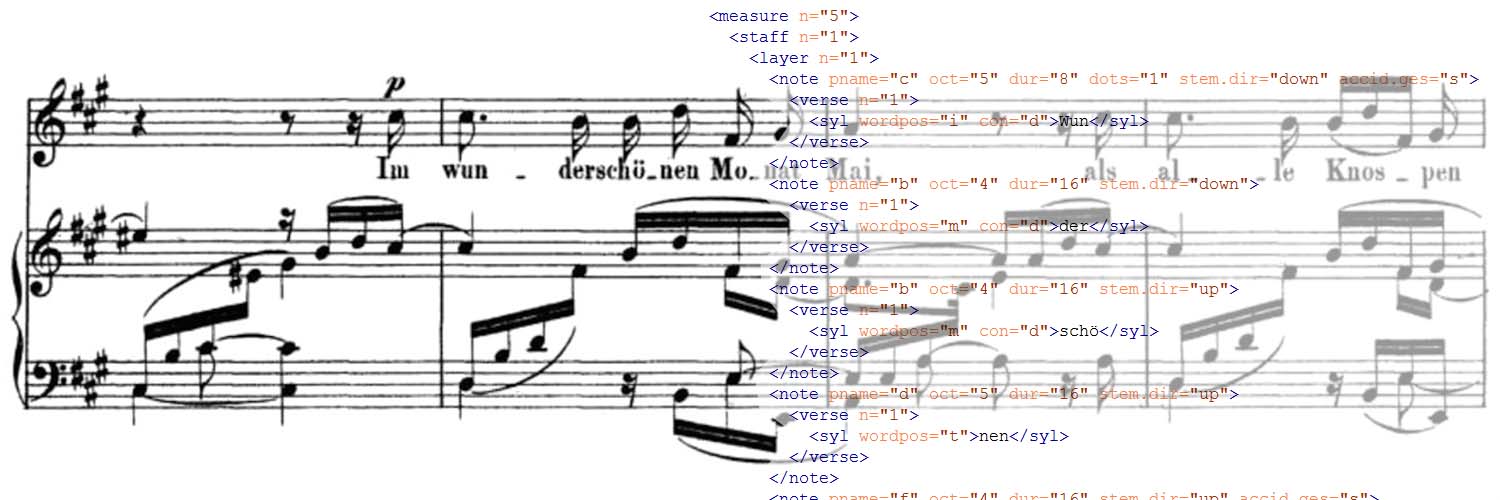 <measure n="5">
<staff n="1">
<layer n="1">
<note pname="c" oct="5" dur="8" dots="1" stem.dir="down" accid.ges="s">
<verse n="1">
<syl wordpos="i" con="d">Wun</syl>
</verse>
</note>
<note pname="b" oct="4" dur="16" stem.dir="down">
<verse n="1">
<syl wordpos="m" con="d">der</syl>
</verse>
</note>
<note pname="b" oct="4" dur="16" stem.dir="up">
<verse n="1">
<syl wordpos="m" con="d">schö</syl>
</verse>
</note>
<note pname="d" oct="5" dur="16" stem.dir="up">
<verse n="1">
<syl wordpos="t">nen</syl>
</verse>
</note>
<note pname="f" oct="4" dur="16" stem.dir="up" accid.ges="s">
p
Im wun - derschö-nen Mo-nat Mai, als al - le Knos - pen